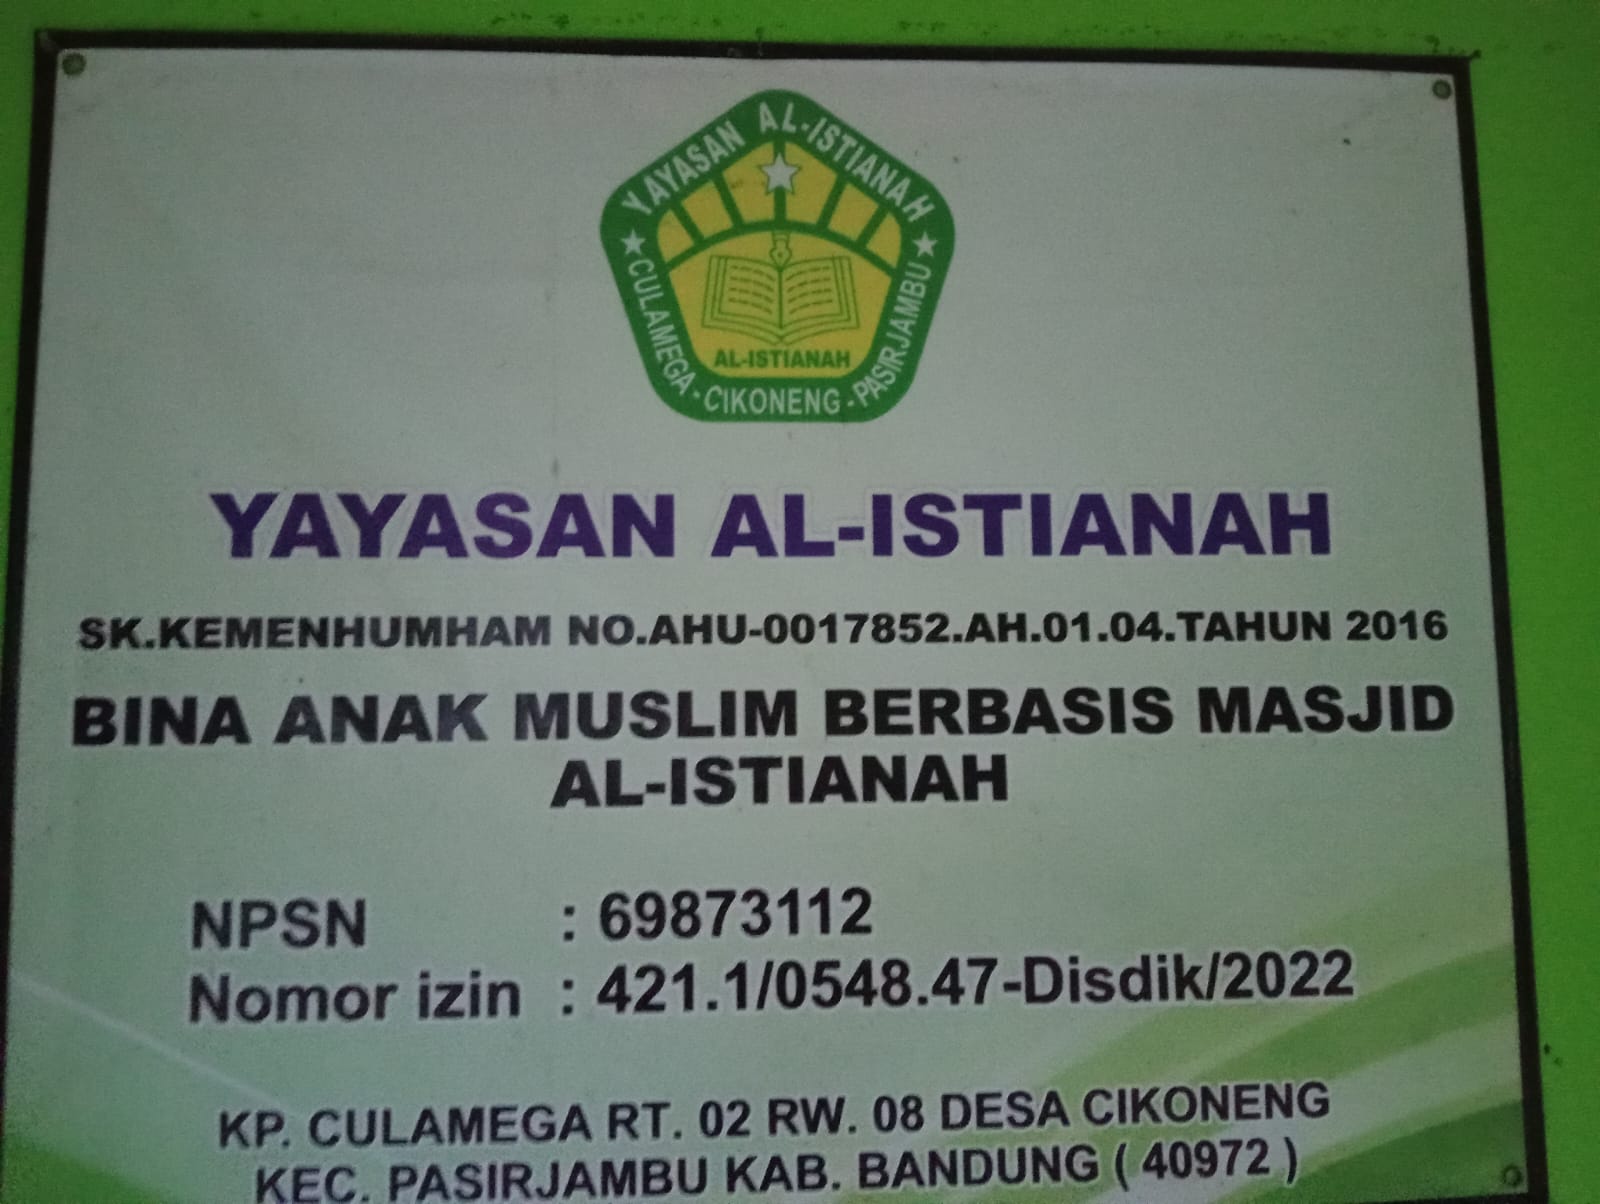 YAYASAN AL-ISTIANAH
CULAMEGA - CIKONENG - PASIRJAMBU
AL-ISTIANAH
YAYASAN AL-ISTIANAH
SK.KEMENHUMHAM NO.AHU-0017852.AH.01.04.TAHUN 2016
BINA ANAK MUSLIM BERBASIS MASJID
AL-ISTIANAH
NPSN : 69873112
Nomor izin : 421.1/0548.47-Disdik/2022
KP. CULAMEGA RT. 02 RW. 08 DESA CIKONENG
KEC. PASIRJAMBU KAB. BANDUNG ( 40972 )